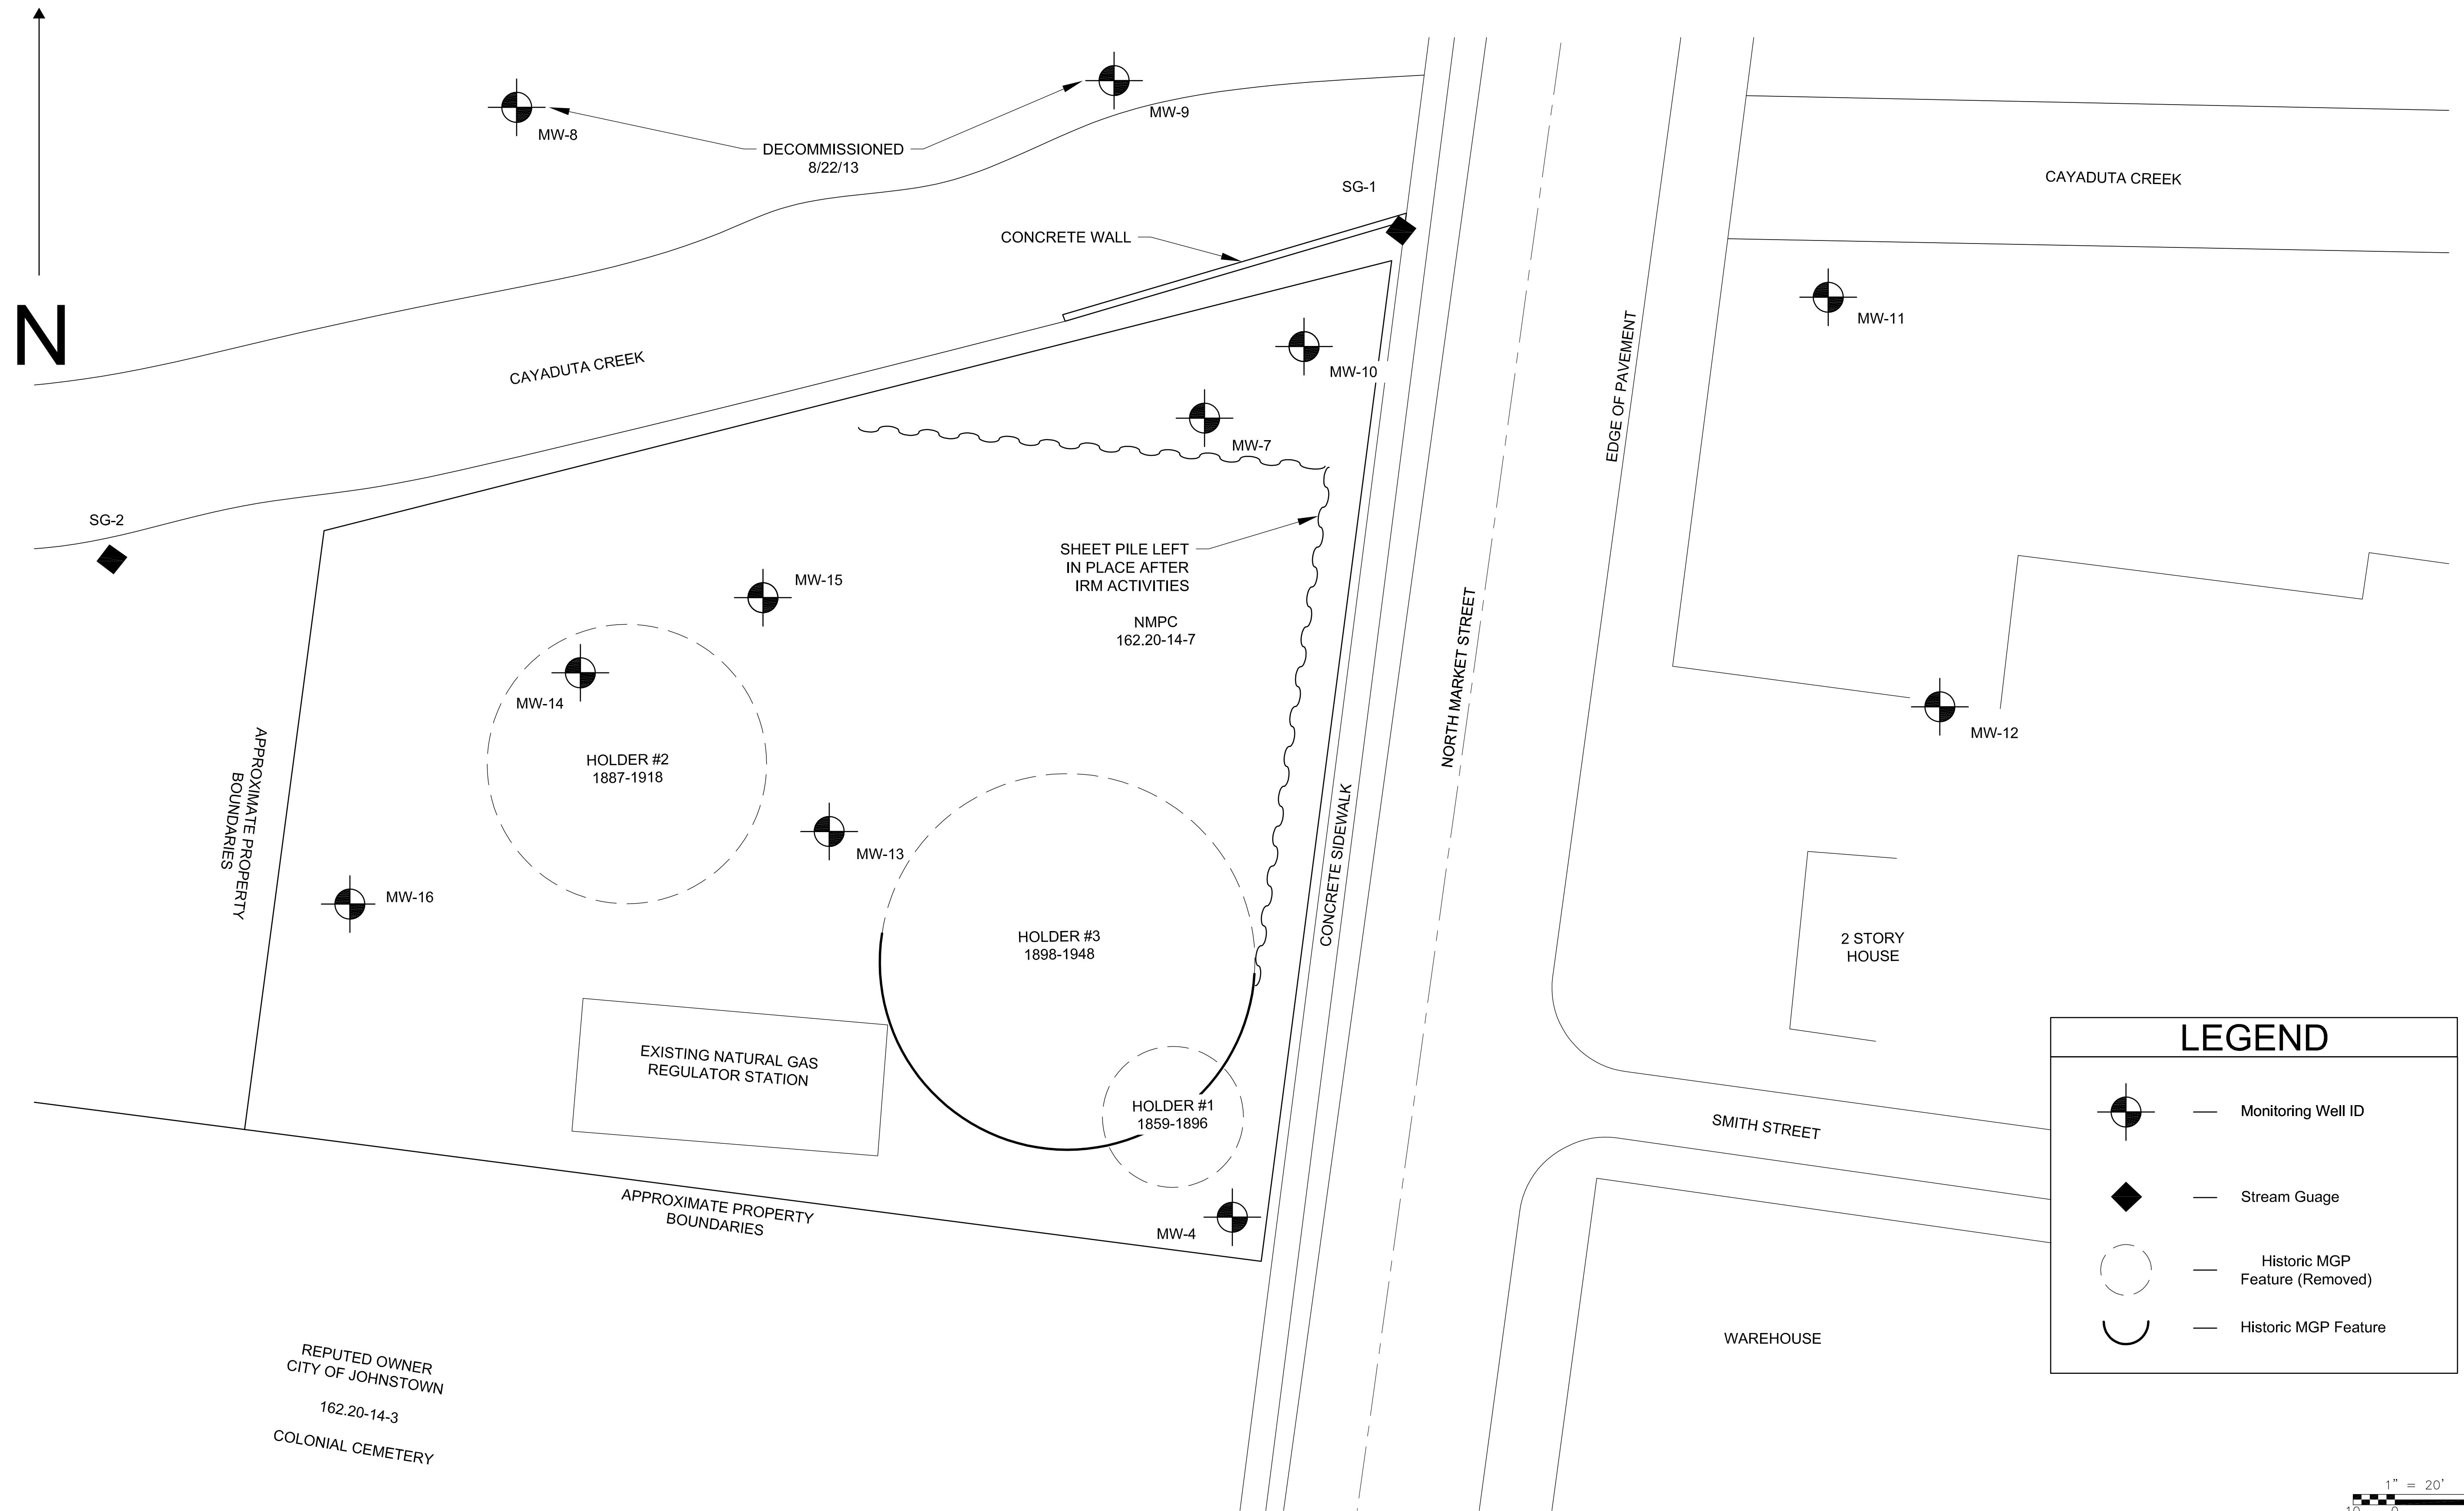 N
MW-8
MW-9
DECOMMISSIONED
8/22/13
SG-1
CONCRETE WALL
CAYADUTA CREEK
MW-11
MW-10
CAYADUTA CREEK
MW-7
EDGE OF PAVEMENT
SG-2
SHEET PILE LEFT
IN PLACE AFTER
IRM ACTIVITIES
NMPC
162.20-14-7
MW-15
MW-14
NORTH MARKET STREET
MW-12
HOLDER #2
1887-1918
APPROXIMATE PROPERTY
BOUNDARIES
MW-13
CONCRETE SIDEWALK
MW-16
HOLDER #3
1898-1948
2 STORY
HOUSE
EXISTING NATURAL GAS
REGULATOR STATION
HOLDER #1
1859-1896
SMITH STREET
APPROXIMATE PROPERTY
BOUNDARIES
MW-4
WAREHOUSE
REPUTED OWNER
CITY OF JOHNSTOWN
162.20-14-3
COLONIAL CEMETERY
LEGEND
Monitoring Well ID
Stream Guage
Historic MGP
Feature (Removed)
Historic MGP Feature
1" = 20'
10 0